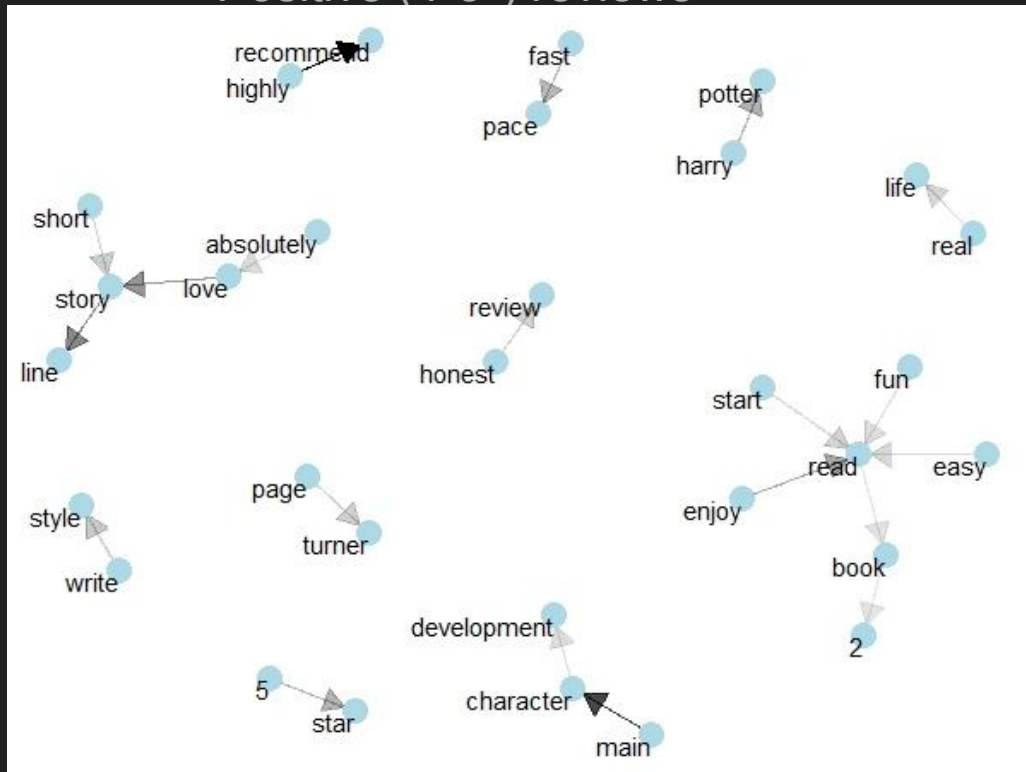 recommend
highly
fast
pace
potter
harry
life
real
short
absolutely
story
love
line
review
honest
start
fun
read
easy
enjoy
book
2
page
turner
style
write
development
character
main
5
star